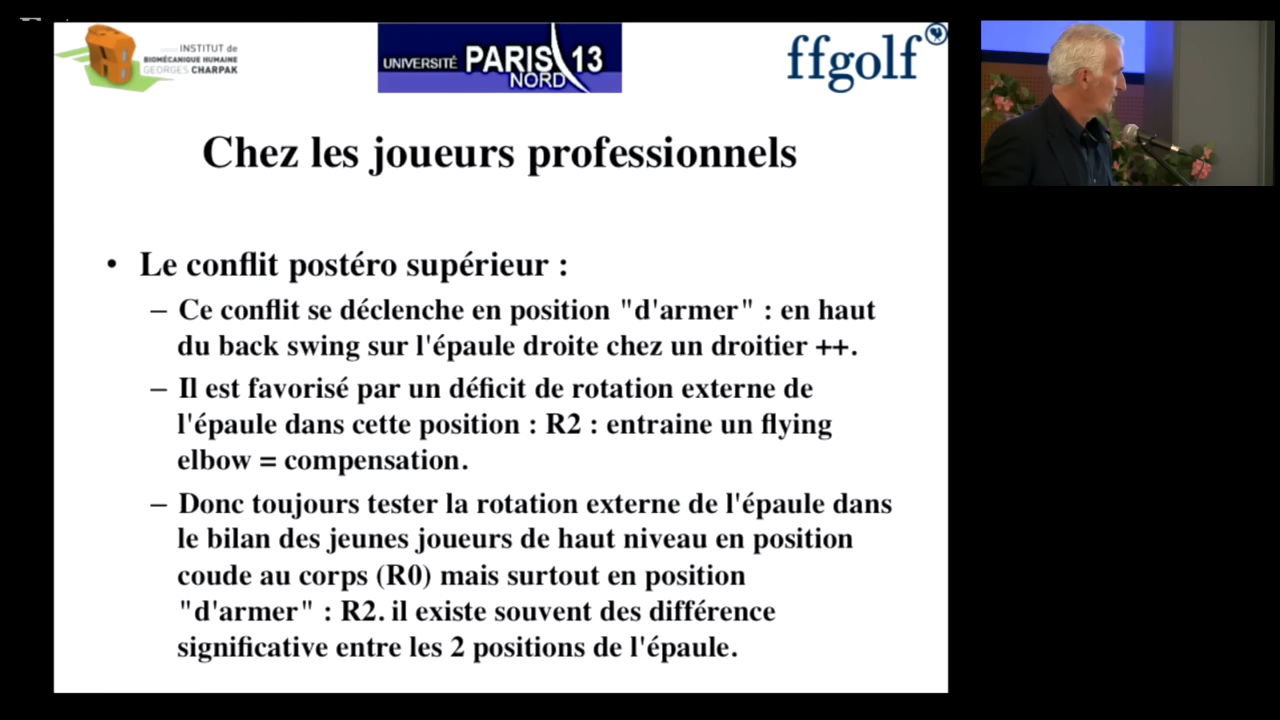 INSTITUT de
BIOMÉCANIQUE HUMAINE
GEORGES CHARPAK
UNIVERSITÉ PARIS 13
NORD
ffgolf
Chez les joueurs professionnels
• Le conflit postéro supérieur :
– Ce conflit se déclenche en position "d'armer" : en haut
du back swing sur l'épaule droite chez un droitier ++.
– Il est favorisé par un déficit de rotation externe de
l'épaule dans cette position : R2 : entraine un flying
elbow = compensation.
– Donc toujours tester la rotation externe de l'épaule dans
le bilan des jeunes joueurs de haut niveau en position
coude au corps (R0) mais surtout en position
"d'armer" : R2. il existe souvent des différence
significative entre les 2 positions de l'épaule.